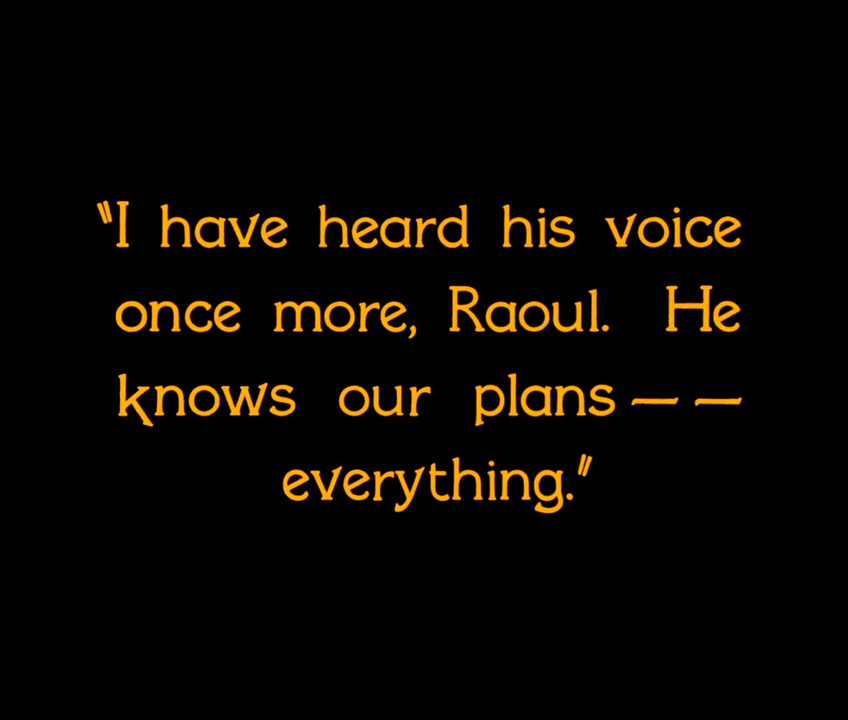 "I have heard his voice
once more, Raoul. He
knows our plans — —
everything."